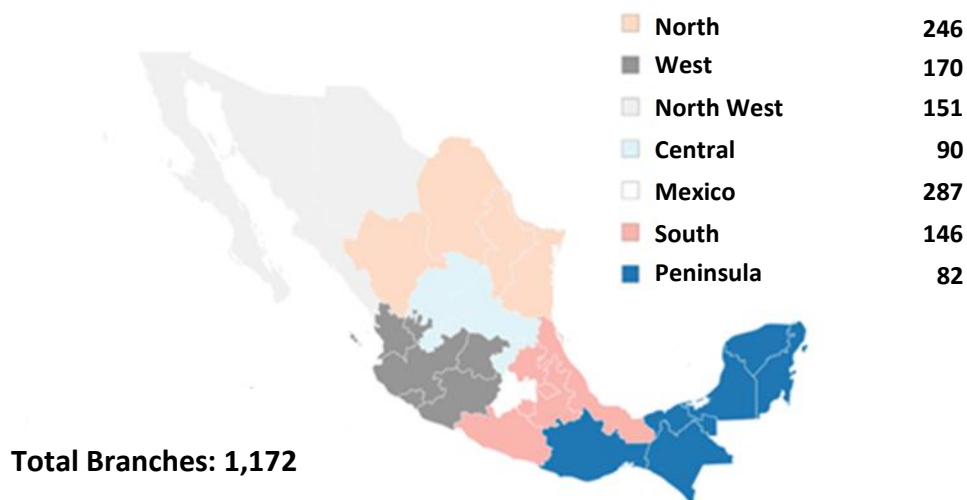 North 246
West 170
North West 151
Central 90
Mexico 287
South 146
Peninsula 82
Total Branches: 1,172